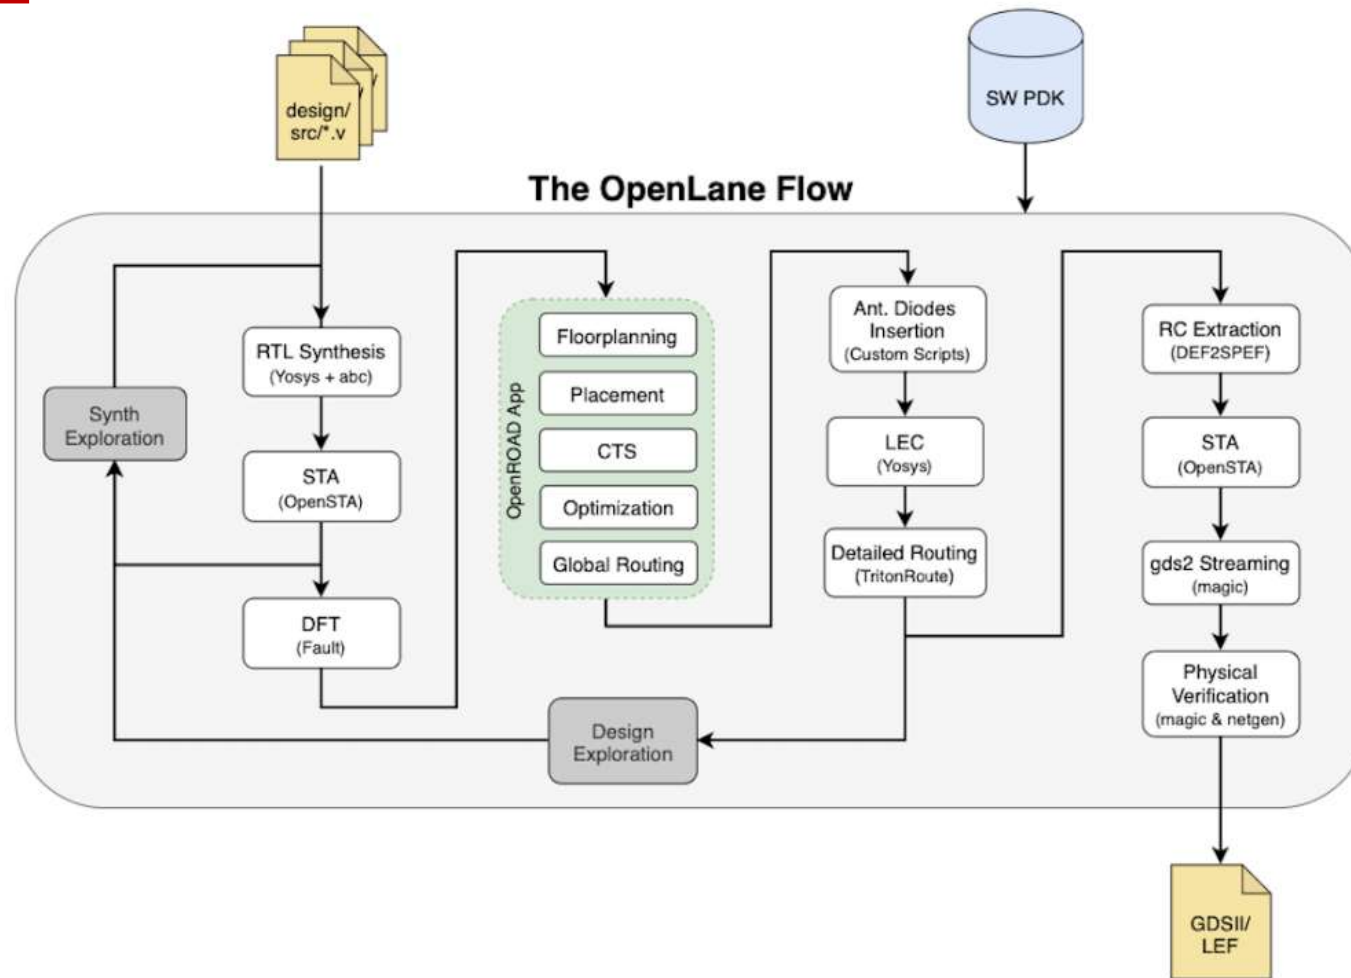 design/
src/*.v
SW PDK
The OpenLane Flow
RTL Synthesis
(Yosys + abc)
Synth
Exploration
STA
(OpenSTA)
DFT
(Fault)
OpenROAD App
Floorplanning
Placement
CTS
Optimization
Global Routing
Design
Exploration
Ant. Diodes
Insertion
(Custom Scripts)
LEC
(Yosys)
Detailed Routing
(TritonRoute)
RC Extraction
(DEF2SPEF)
STA
(OpenSTA)
gds2 Streaming
(magic)
Physical
Verification
(magic & netgen)
GDSII/
LEF